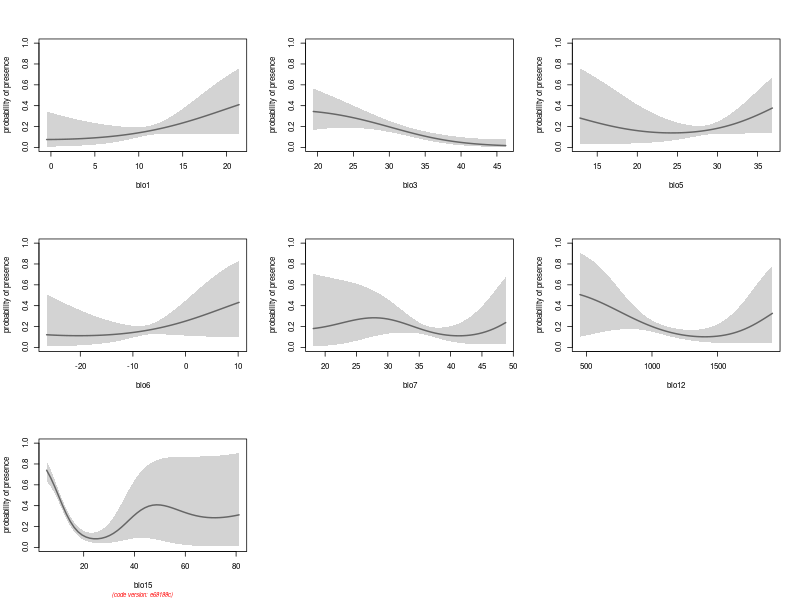 probability of presence
0.0 0.2 0.4 0.6 0.8 1.0
0 5 10 15 20
bio1
probability of presence
0.0 0.2 0.4 0.6 0.8 1.0
20 25 30 35 40 45
bio3
probability of presence
0.0 0.2 0.4 0.6 0.8 1.0
15 20 25 30 35
bio5
probability of presence
0.0 0.2 0.4 0.6 0.8 1.0
-20 -10 0 10
bio6
probability of presence
0.0 0.2 0.4 0.6 0.8 1.0
20 25 30 35 40 45 50
bio7
probability of presence
0.0 0.2 0.4 0.6 0.8 1.0
500 1000 1500
bio12
probability of presence
0.0 0.2 0.4 0.6 0.8 1.0
20 40 60 80
bio15
(code version: